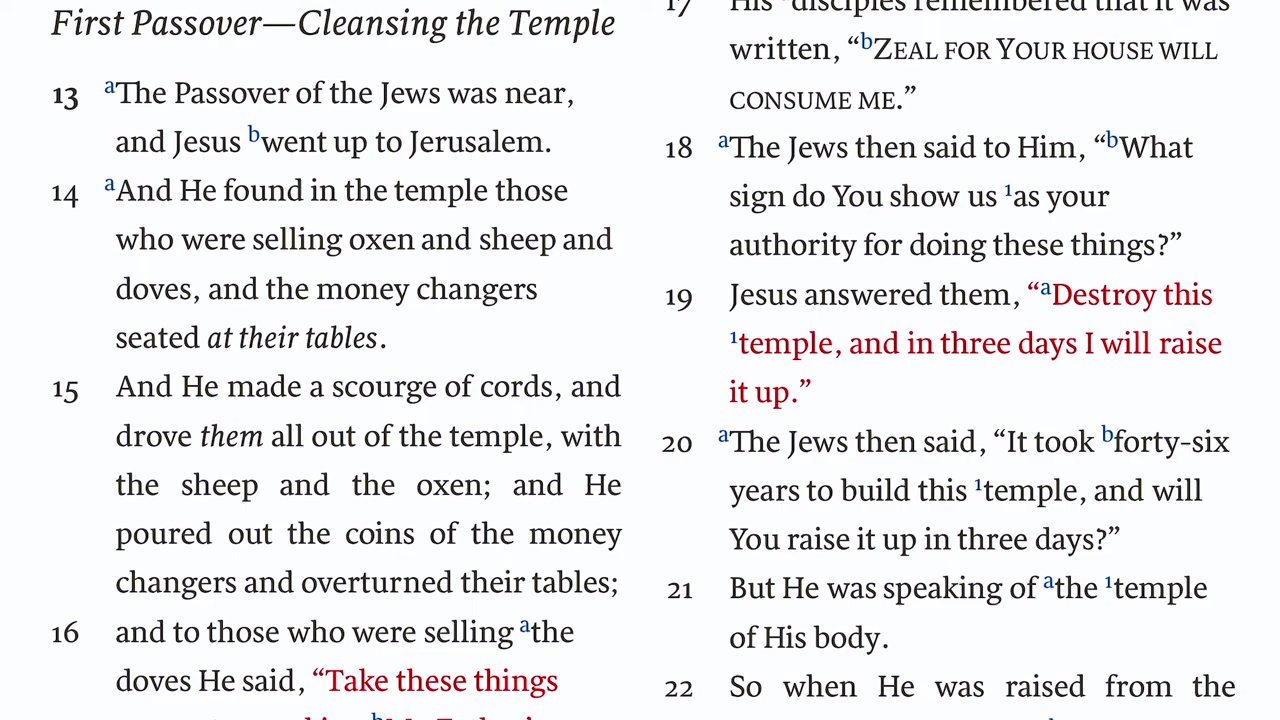 First Passover—Cleansing the Temple
13 aThe Passover of the Jews was near,
and Jesus bwent up to Jerusalem.
14 aAnd He found in the temple those
who were selling oxen and sheep and
doves, and the money changers
seated at their tables.
15 And He made a scourge of cords, and
drove them all out of the temple, with
the sheep and the oxen; and He
poured out the coins of the money
changers and overturned their tables;
16 and to those who were selling athe
doves He said, “Take these things
17 His disciples remembered that it was
written, “bZEAL FOR YOUR HOUSE WILL
CONSUME ME.”
18 aThe Jews then said to Him, “bWhat
sign do You show us 1as your
authority for doing these things?”
19 Jesus answered them, “aDestroy this
1temple, and in three days I will raise
it up.”
20 aThe Jews then said, “It took bforty-six
years to build this 1temple, and will
You raise it up in three days?”
21 But He was speaking of athe 1temple
of His body.
22 So when He was raised from the